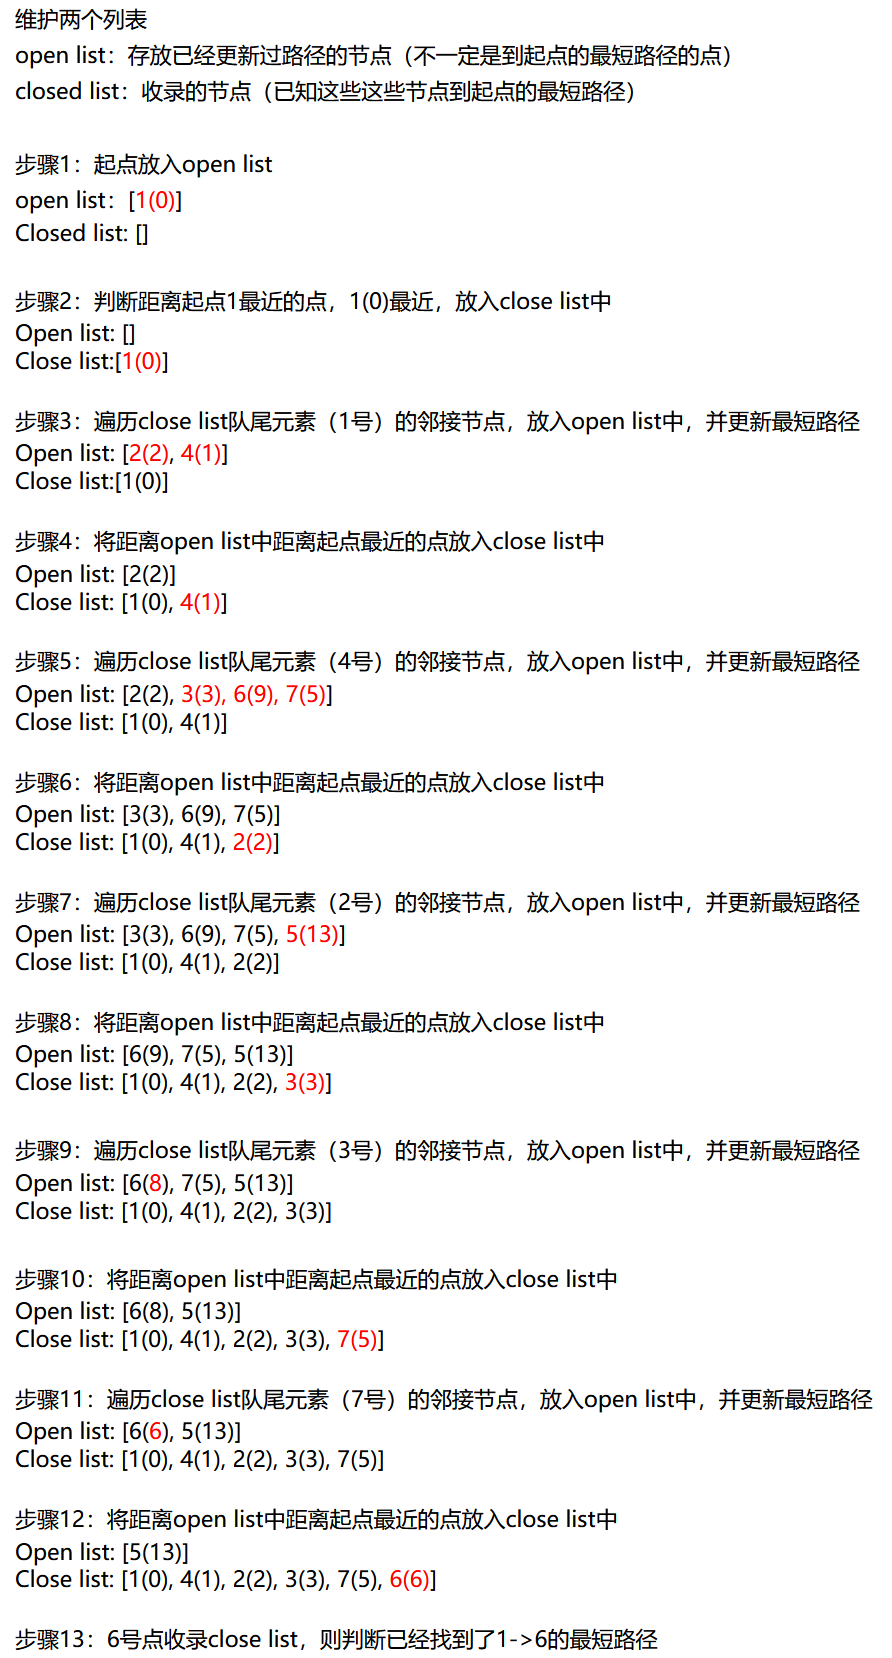 维护两个列表
open list：存放已经更新过路径的节点（不一定是到起点的最短路径的点）
closed list：收录的节点（已知这些这些节点到起点的最短路径）
步骤1：起点放入open list
open list：[1(0)]
Closed list: []
步骤2：判断距离起点1最近的点，1(0)最近，放入close list中
Open list: []
Close list:[1(0)]
步骤3：遍历close list队尾元素（1号）的邻接节点，放入open list中，并更新最短路径
Open list: [2(2), 4(1)]
Close list:[1(0)]
步骤4：将距离open list中距离起点最近的点放入close list中
Open list: [2(2)]
Close list: [1(0), 4(1)]
步骤5：遍历close list队尾元素（4号）的邻接节点，放入open list中，并更新最短路径
Open list: [2(2), 3(3), 6(9), 7(5)]
Close list: [1(0), 4(1)]
步骤6：将距离open list中距离起点最近的点放入close list中
Open list: [3(3), 6(9), 7(5)]
Close list: [1(0), 4(1), 2(2)]
步骤7：遍历close list队尾元素（2号）的邻接节点，放入open list中，并更新最短路径
Open list: [3(3), 6(9), 7(5), 5(13)]
Close list: [1(0), 4(1), 2(2)]
步骤8：将距离open list中距离起点最近的点放入close list中
Open list: [6(9), 7(5), 5(13)]
Close list: [1(0), 4(1), 2(2), 3(3)]
步骤9：遍历close list队尾元素（3号）的邻接节点，放入open list中，并更新最短路径
Open list: [6(8), 7(5), 5(13)]
Close list: [1(0), 4(1), 2(2), 3(3)]
步骤10：将距离open list中距离起点最近的点放入close list中
Open list: [6(8), 5(13)]
Close list: [1(0), 4(1), 2(2), 3(3), 7(5)]
步骤11：遍历close list队尾元素（7号）的邻接节点，放入open list中，并更新最短路径
Open list: [6(6), 5(13)]
Close list: [1(0), 4(1), 2(2), 3(3), 7(5)]
步骤12：将距离open list中距离起点最近的点放入close list中
Open list: [5(13)]
Close list: [1(0), 4(1), 2(2), 3(3), 7(5), 6(6)]
步骤13：6号点收录close list，则判断已经找到了1->6的最短路径